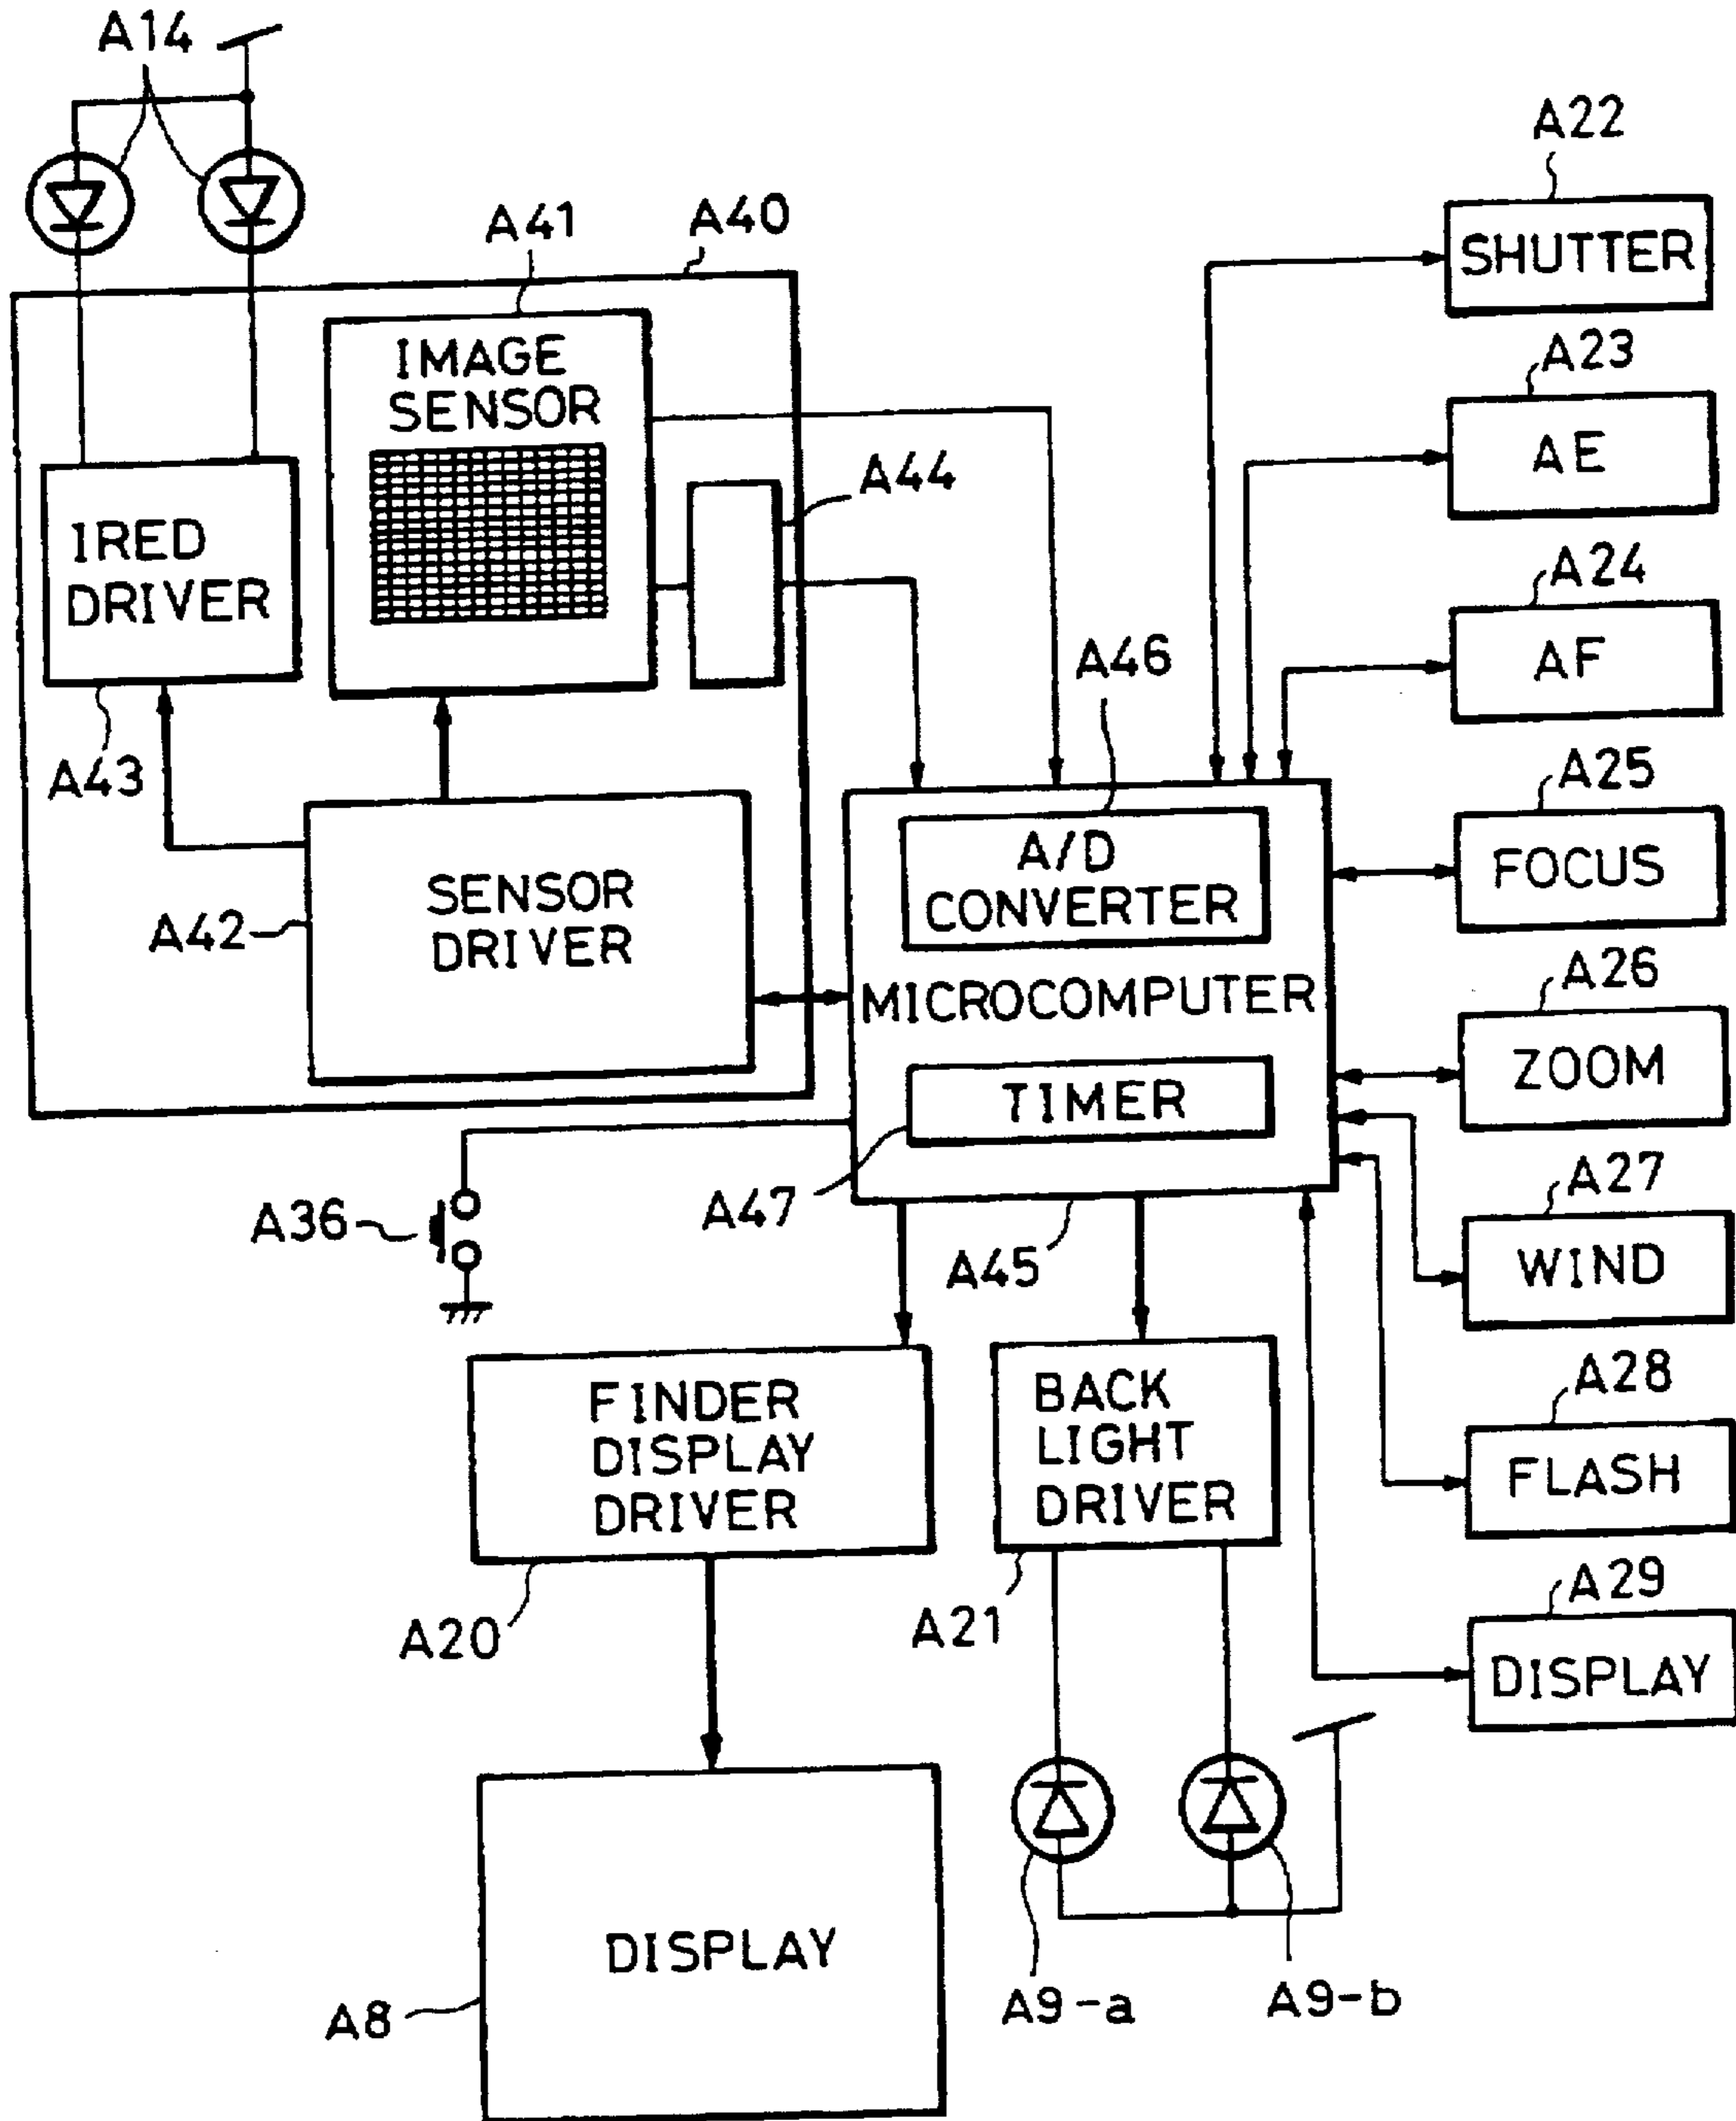 A14
A22
SHUTTER
A41
A40
IMAGE
SENSOR
A23
AE
A44
IRED
DRIVER
A24
AF
A46
A43
A25
FOCUS
A/D
CONVERTER
SENSOR
DRIVER
A42
MICROCOMPUTER
A26
ZOOM
TIMER
A47
A36
A45
A27
WIND
FINDER
DISPLAY
DRIVER
BACK
LIGHT
DRIVER
A28
FLASH
A20
A21
A29
DISPLAY
DISPLAY
A8
A9-a
A9-b